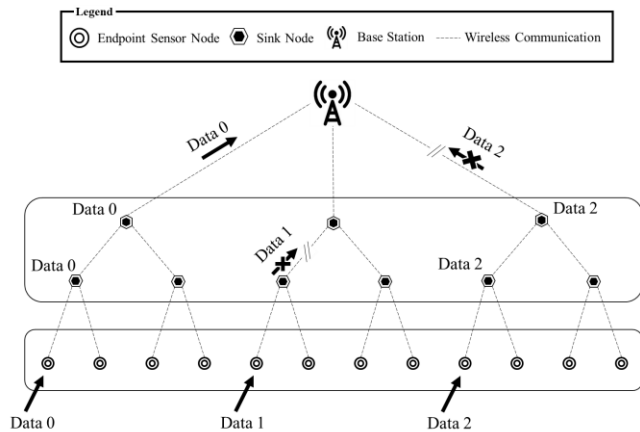 Legend
Endpoint Sensor Node Sink Node Base Station Wireless Communication
Data 0
Data 2
Data 0
Data 2
Data 1
Data 0
Data 2
Data 0
Data 1
Data 2